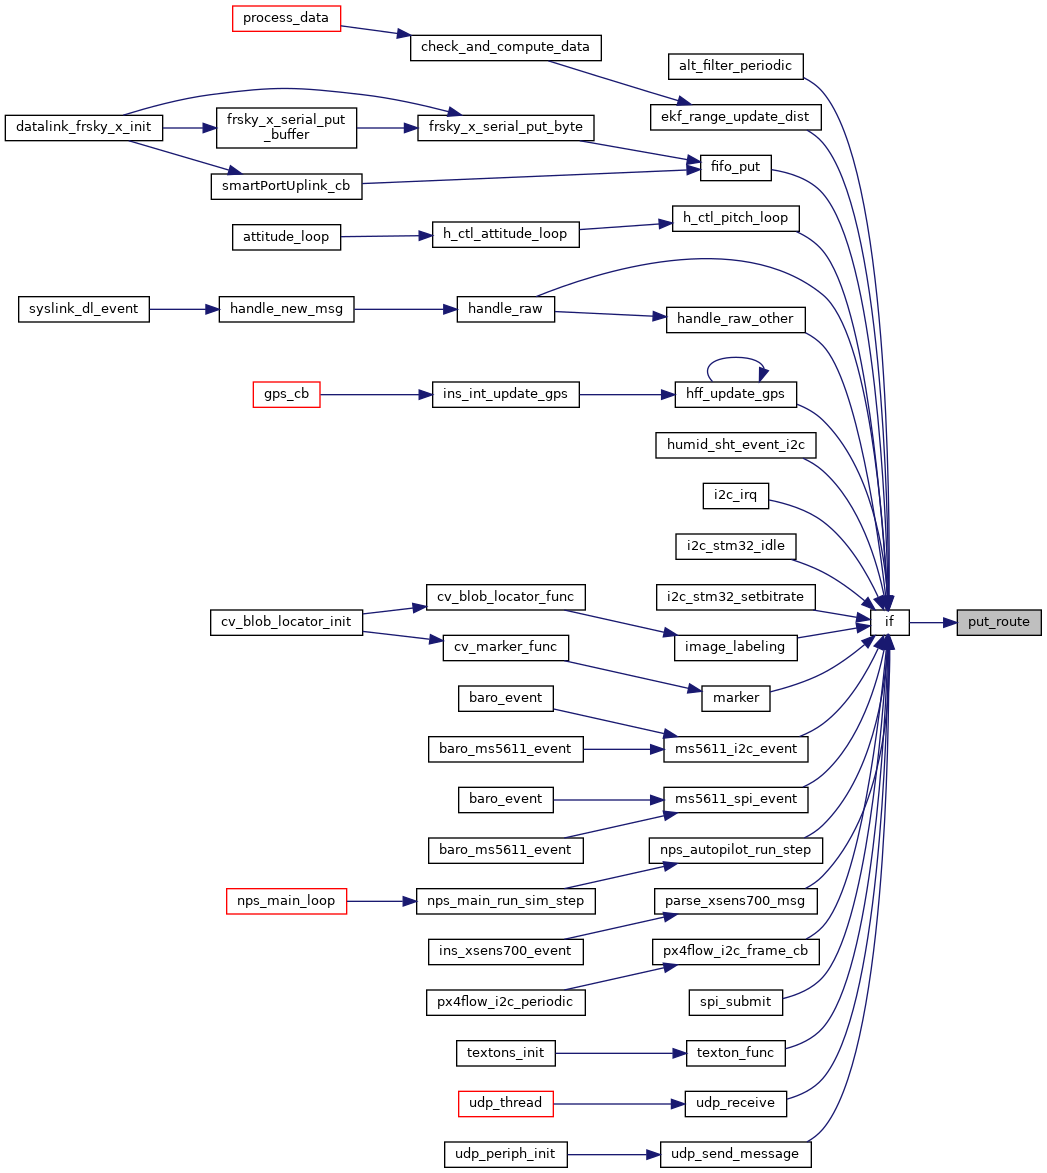 process_data
check_and_compute_data
alt_filter_periodic
ekf_range_update_dist
datalink_frsky_x_init
frsky_x_serial_put
_buffer
frsky_x_serial_put_byte
fifo_put
smartPortUplink_cb
attitude_loop
h_ctl_attitude_loop
h_ctl_pitch_loop
syslink_dl_event
handle_new_msg
handle_raw
handle_raw_other
gps_cb
ins_int_update_gps
hff_update_gps
humid_sht_event_i2c
i2c_irq
i2c_stm32_idle
i2c_stm32_setbitrate
cv_blob_locator_func
cv_blob_locator_init
if
put_route
cv_marker_func
image_labeling
marker
baro_event
baro_ms5611_event
ms5611_i2c_event
baro_event
ms5611_spi_event
baro_ms5611_event
nps_autopilot_run_step
nps_main_loop
nps_main_run_sim_step
parse_xsens700_msg
ins_xsens700_event
px4flow_i2c_frame_cb
px4flow_i2c_periodic
spi_submit
textons_init
texton_func
udp_thread
udp_receive
udp_periph_init
udp_send_message